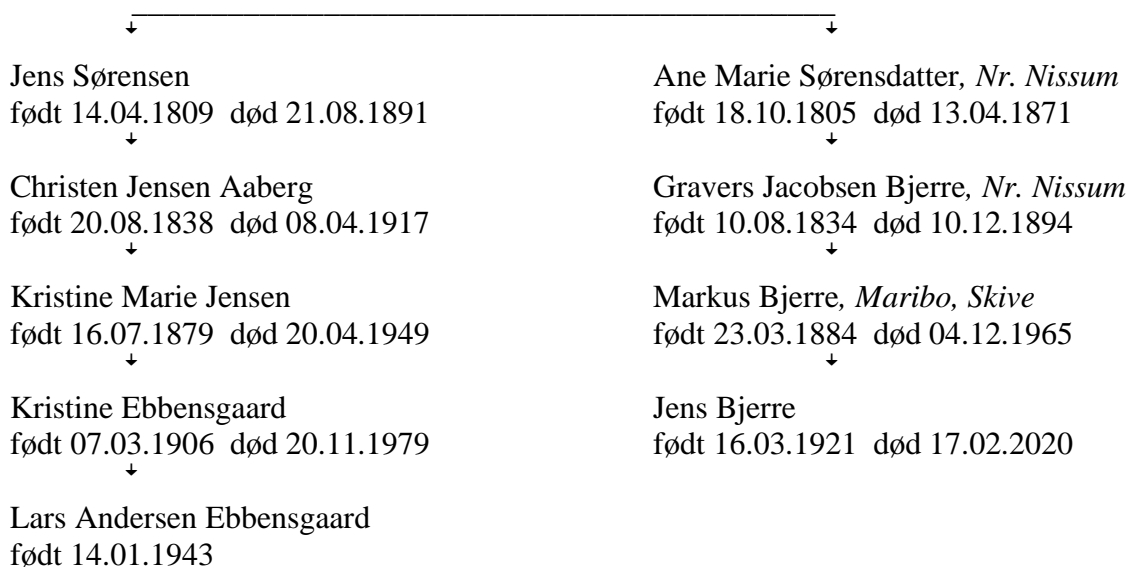 Jens Sørensen
født 14.04.1809 død 21.08.1891
Christen Jensen Aaberg
født 20.08.1838 død 08.04.1917
Kristine Marie Jensen
født 16.07.1879 død 20.04.1949
Kristine Ebbensgaard
født 07.03.1906 død 20.11.1979
Lars Andersen Ebbensgaard
født 14.01.1943
Ane Marie Sørensdatter, Nr. Nissum
født 18.10.1805 død 13.04.1871
Gravers Jacobsen Bjerre, Nr. Nissum
født 10.08.1834 død 10.12.1894
Markus Bjerre, Maribo, Skive
født 23.03.1884 død 04.12.1965
Jens Bjerre
født 16.03.1921 død 17.02.2020